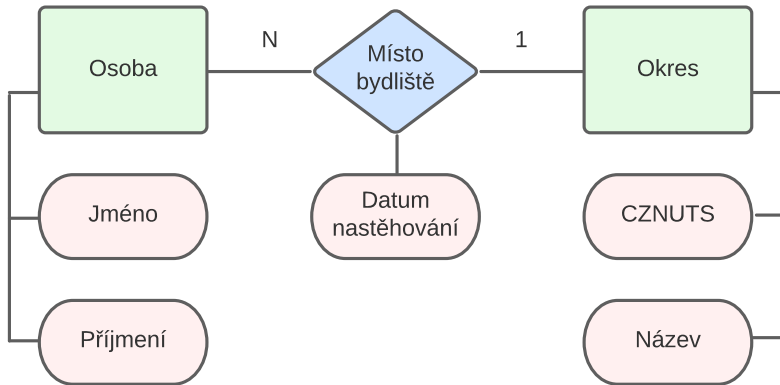 N
1
Osoba
Místo
bydliště
Okres
Jméno
Datum
nastěhování
CZNUTS
Příjmení
Název